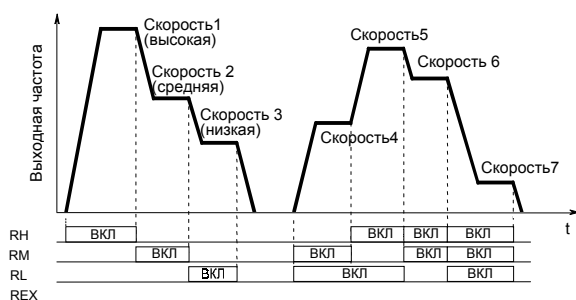 Выходная частота
Скорость1
(высокая)
Скорость 2
(средняя)
Скорость 3
(низкая)
Скорость4
Скорость5
Скорость 6
Скорость7
t
RH ВКЛ ВКЛ ВКЛ ВКЛ
RM ВКЛ ВКЛ ВКЛ ВКЛ
RL ВКЛ ВКЛ ВКЛ
REX